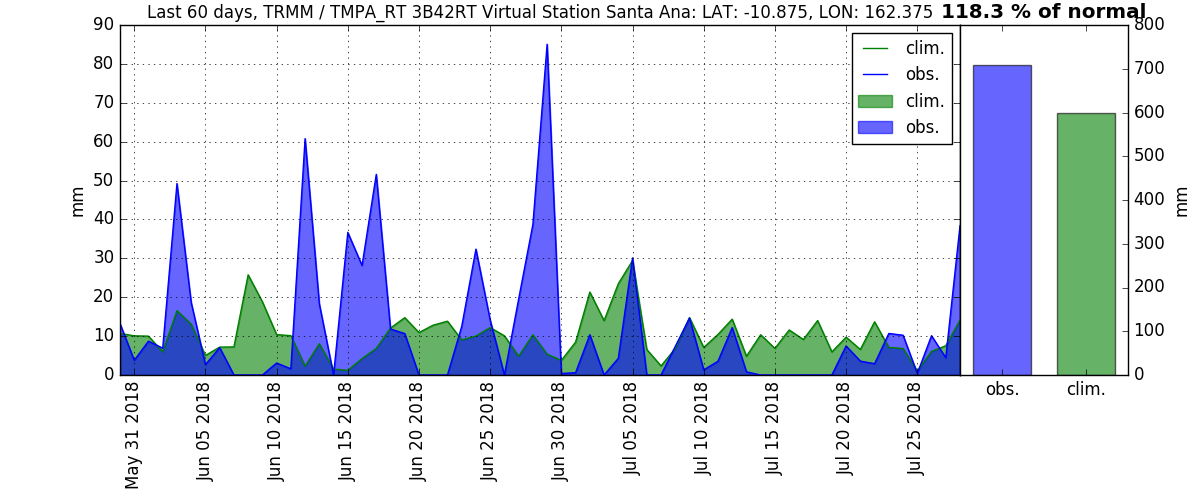 Last 60 days, TRMM / TMPA_RT 3B42RT Virtual Station Santa Ana: LAT: -10.875, LON: 162.375 118.3 % of normal
90
80
70
60
50
40
30
20
10
0
mm
clim.
obs.
clim.
obs.
800
700
600
500
400
300
200
100
0
mm
May 31 2018
Jun 05 2018
Jun 10 2018
Jun 15 2018
Jun 20 2018
Jun 25 2018
Jun 30 2018
Jul 05 2018
Jul 10 2018
Jul 15 2018
Jul 20 2018
Jul 25 2018
obs.
clim.